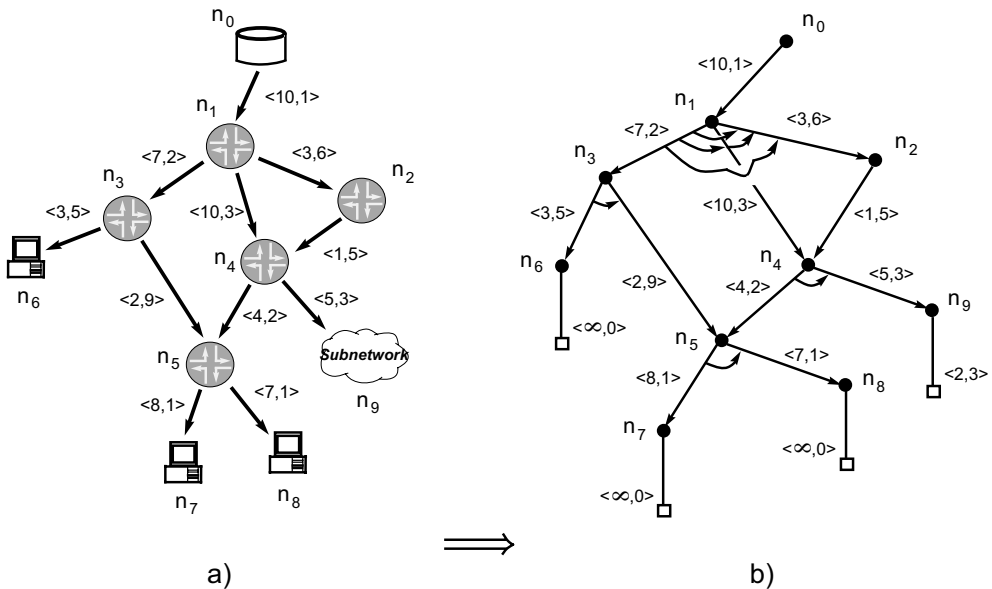 n0
<10,1>
n1
<7,2>
<3,6>
n3
n2
<3,5>
<10,3>
n4
<1,5>
n6
<2,9>
<4,2>
<5,3>
n5
Subnetwork
<8,1>
<7,1>
n9
n7
n8
a)
n0
<10,1>
n1
<7,2>
<3,6>
n3
n2
<3,5>
<10,3>
<1,5>
n6
n4
<2,9>
<4,2>
<5,3>
n9
<∞,0>
n5
<7,1>
<8,1>
n8
<2,3>
n7
<∞,0>
<∞,0>
b)